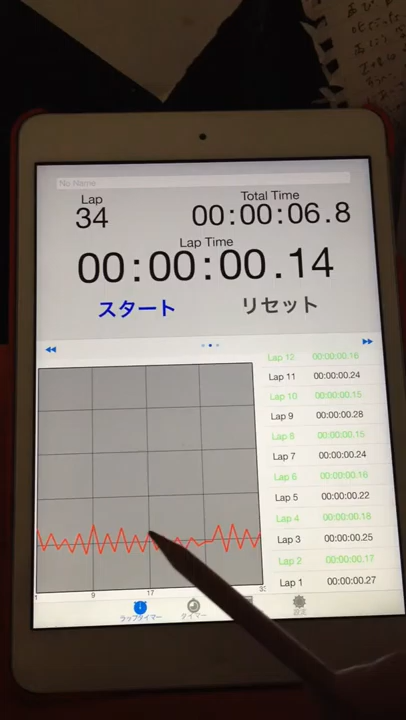 No Name
Lap
34
Total Time
00:00:06.8
Lap Time
00:00:00.14
スタート
リセット
Lap 12 00:00:00.16
Lap 11 00:00:00.24
Lap 10 00:00:00.15
Lap 9 00:00:00.28
Lap 8 00:00:00.15
Lap 7 00:00:00.24
Lap 6 00:00:00.16
Lap 5 00:00:00.22
Lap 4 00:00:00.18
Lap 3 00:00:00.25
Lap 2 00:00:00.17
Lap 1 00:00:00.27
1 9 17 33
ラップタイマー
タイマー
設定